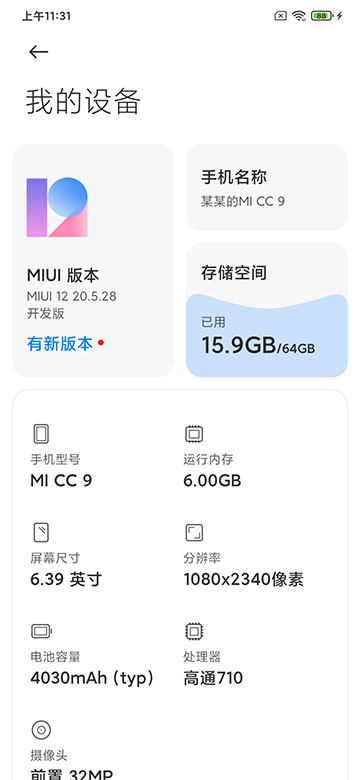 上午11:31
88
我的设备
MIUI 版本
MIUI 12 20.5.28
开发版
有新版本
手机名称
某某的MI CC 9
存储空间
已用
15.9GB/64GB
手机型号
MI CC 9
运行内存
6.00GB
屏幕尺寸
6.39 英寸
分辨率
1080x2340像素
电池容量
4030mAh (typ)
处理器
高通710
摄像头
前置 32MP